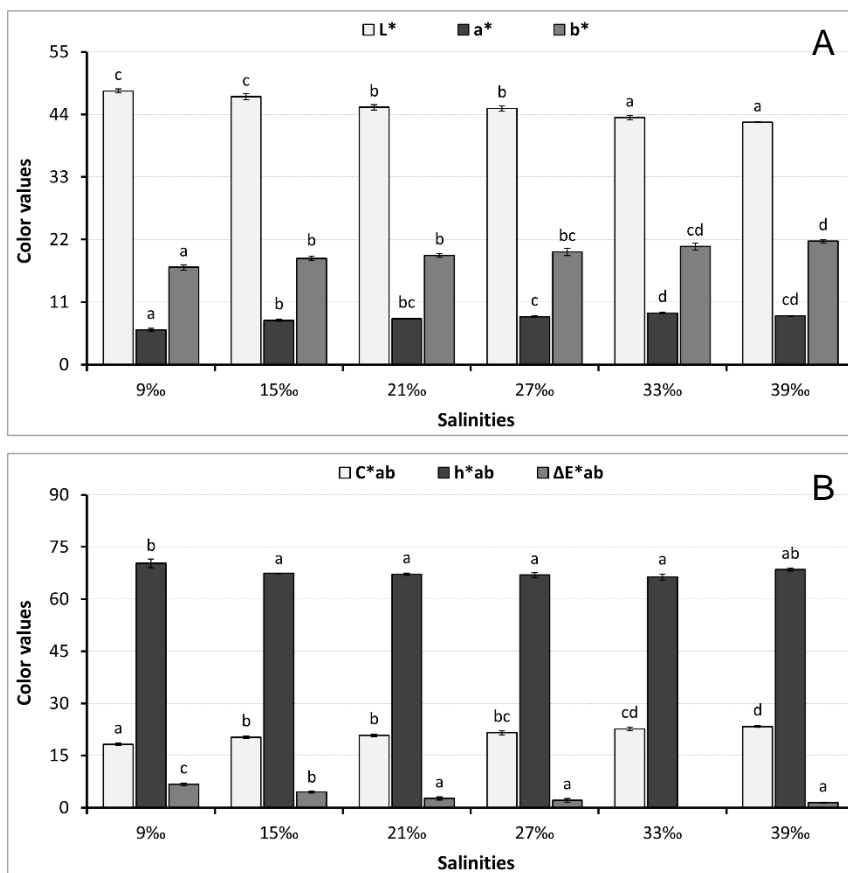 L* a* b*
A
55
c c b b a a
44
33
Color values
22
a b b bc cd d
11
a b bc c d cd
0
9‰ 15‰ 21‰ 27‰ 33‰ 39‰
Salinities
C*ab h*ab ΔE*ab
B
90
75
b a a a a ab
60
Color values
45
30
a b b bc cd d
15
c b a a a
0
9‰ 15‰ 21‰ 27‰ 33‰ 39‰
Salinities